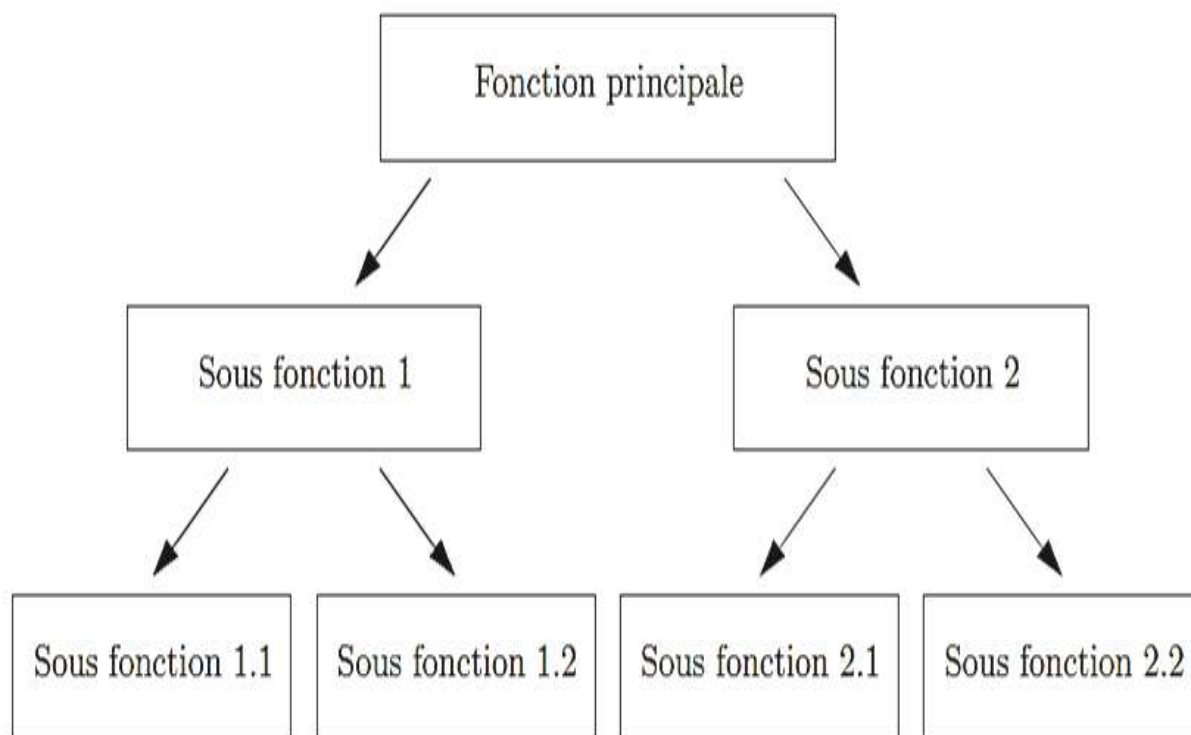 Fonction principale
Sous fonction 1
Sous fonction 2
Sous fonction 1.1
Sous fonction 1.2
Sous fonction 2.1
Sous fonction 2.2